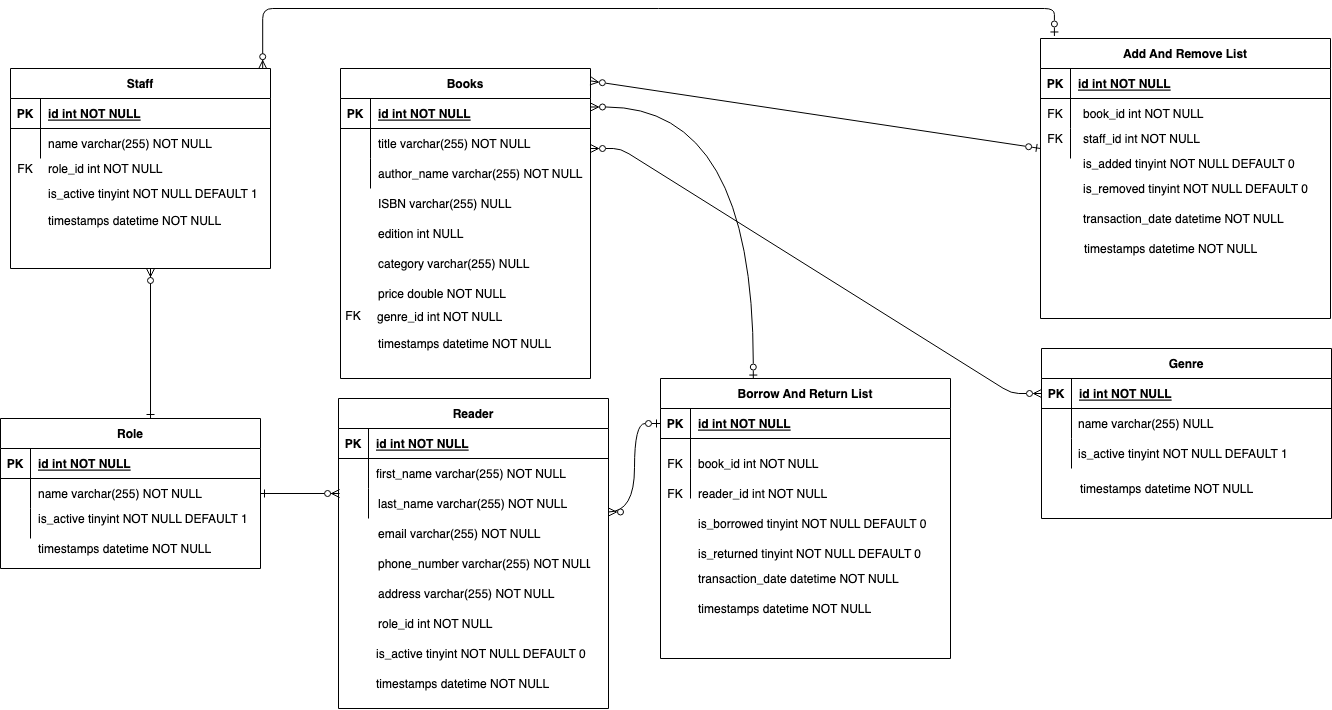 Staff
PK id int NOT NULL
name varchar(255) NOT NULL
FK role_id int NOT NULL
is_active tinyint NOT NULL DEFAULT 1
timestamps datetime NOT NULL
Books
PK id int NOT NULL
title varchar(255) NOT NULL
author_name varchar(255) NOT NULL
ISBN varchar(255) NULL
edition int NULL
category varchar(255) NULL
price double NOT NULL
FK genre_id int NOT NULL
timestamps datetime NOT NULL
Add And Remove List
PK id int NOT NULL
FK book_id int NOT NULL
FK staff_id int NOT NULL
is_added tinyint NOT NULL DEFAULT 0
is_removed tinyint NOT NULL DEFAULT 0
transaction_date datetime NOT NULL
timestamps datetime NOT NULL
Role
PK id int NOT NULL
name varchar(255) NOT NULL
is_active tinyint NOT NULL DEFAULT 1
timestamps datetime NOT NULL
Reader
PK id int NOT NULL
first_name varchar(255) NOT NULL
last_name varchar(255) NOT NULL
email varchar(255) NOT NULL
phone_number varchar(255) NOT NULL
address varchar(255) NOT NULL
role_id int NOT NULL
is_active tinyint NOT NULL DEFAULT 0
timestamps datetime NOT NULL
Borrow And Return List
PK id int NOT NULL
FK book_id int NOT NULL
FK reader_id int NOT NULL
is_borrowed tinyint NOT NULL DEFAULT 0
is_returned tinyint NOT NULL DEFAULT 0
transaction_date datetime NOT NULL
timestamps datetime NOT NULL
Genre
PK id int NOT NULL
name varchar(255) NULL
is_active tinyint NOT NULL DEFAULT 1
timestamps datetime NOT NULL